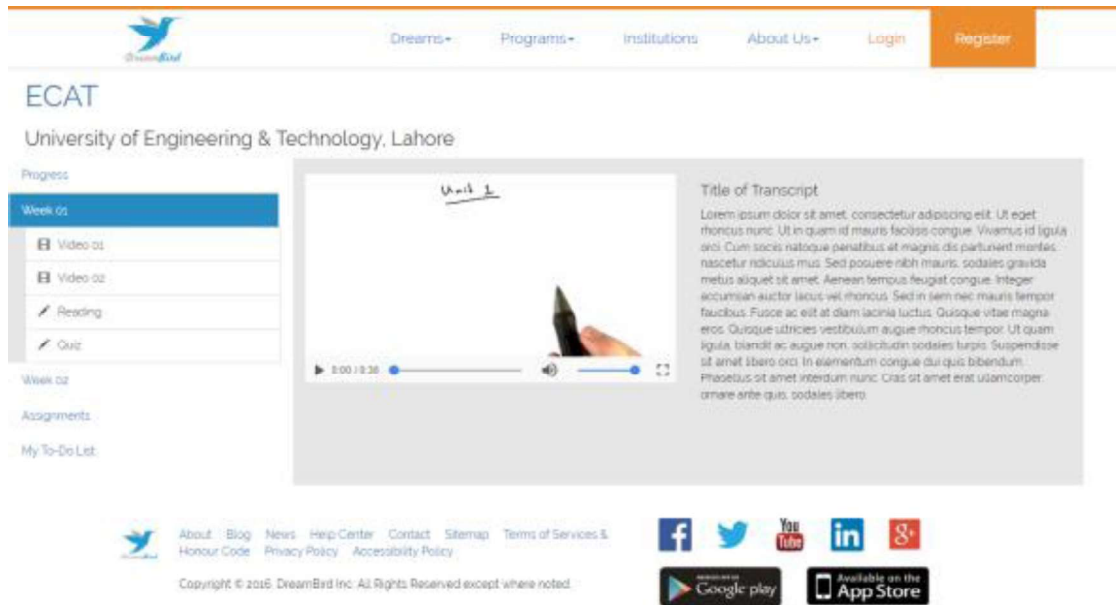 DreamBird
Dreams
Programs
Institutions
About Us
Login
Register
ECAT
University of Engineering & Technology, Lahore
Progress
Week 01
Video 01
Video 02
Reading
Quiz
Week 02
Assignments
My To-Do List
Unit 1
0:00 / 9:38
Title of Transcript
Lorem ipsum dolor sit amet, consectetur adipiscing elit. Ut eget
rhoncus nunc. Ut in quam id mauris facilisis congue. Vivamus id ligula
orci. Cum sociis natoque penatibus et magnis dis parturient montes,
nascetur ridiculus mus. Sed posuere nibh mauris, sodales gravida
metus aliquet sit amet. Aenean tempus feugiat congue. Integer
accumsan auctor lacus vel rhoncus. Sed in sem nec mauris tempor
faucibus. Fusce ac elit at diam lacinia luctus. Quisque vitae magna
eros. Quisque ultricies vestibulum augue rhoncus tempor. Ut quam
ligula, blandit ac augue non, sollicitudin sodales turpis. Suspendisse
sit amet libero orci. In elementum congue dui quis bibendum.
Phasellus sit amet interdum nunc. Cras sit amet erat ullamcorper,
ornare ante quis, sodales libero.
About Blog News Help Center Contact Sitemap Terms of Services &
Honour Code Privacy Policy Accessibility Policy
Copyright © 2016, DreamBird Inc. All Rights Reserved except where noted.
You
Tube
in
8+
Google play
Available on the
App Store